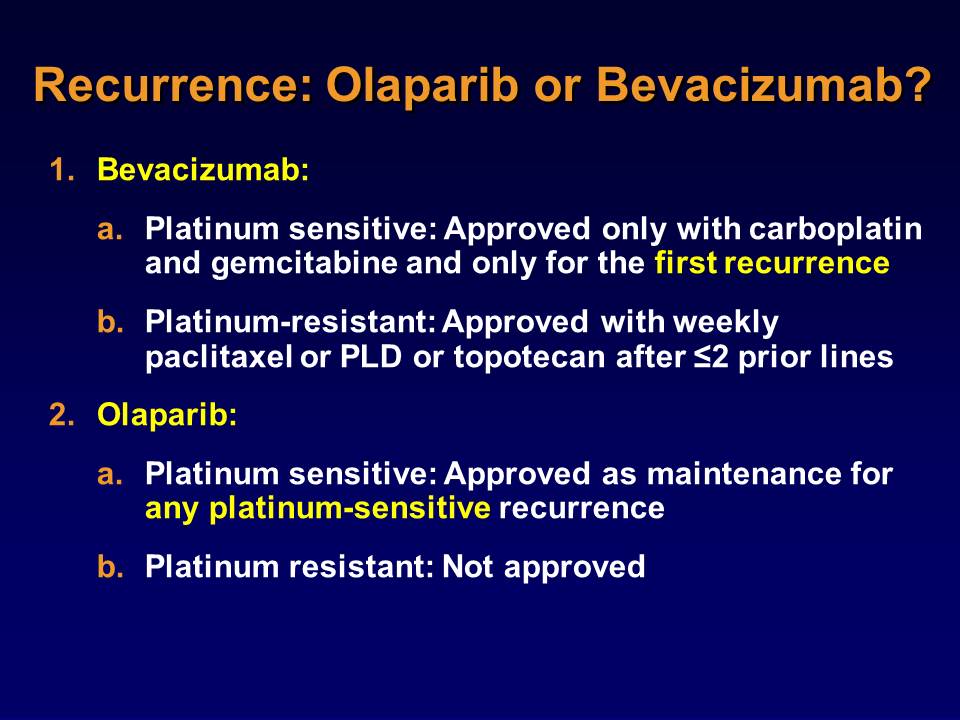 Recurrence: Olaparib or Bevacizumab?
1. Bevacizumab:
a. Platinum sensitive: Approved only with carboplatin
and gemcitabine and only for the first recurrence
b. Platinum-resistant: Approved with weekly
paclitaxel or PLD or topotecan after ≤2 prior lines
2. Olaparib:
a. Platinum sensitive: Approved as maintenance for
any platinum-sensitive recurrence
b. Platinum resistant: Not approved